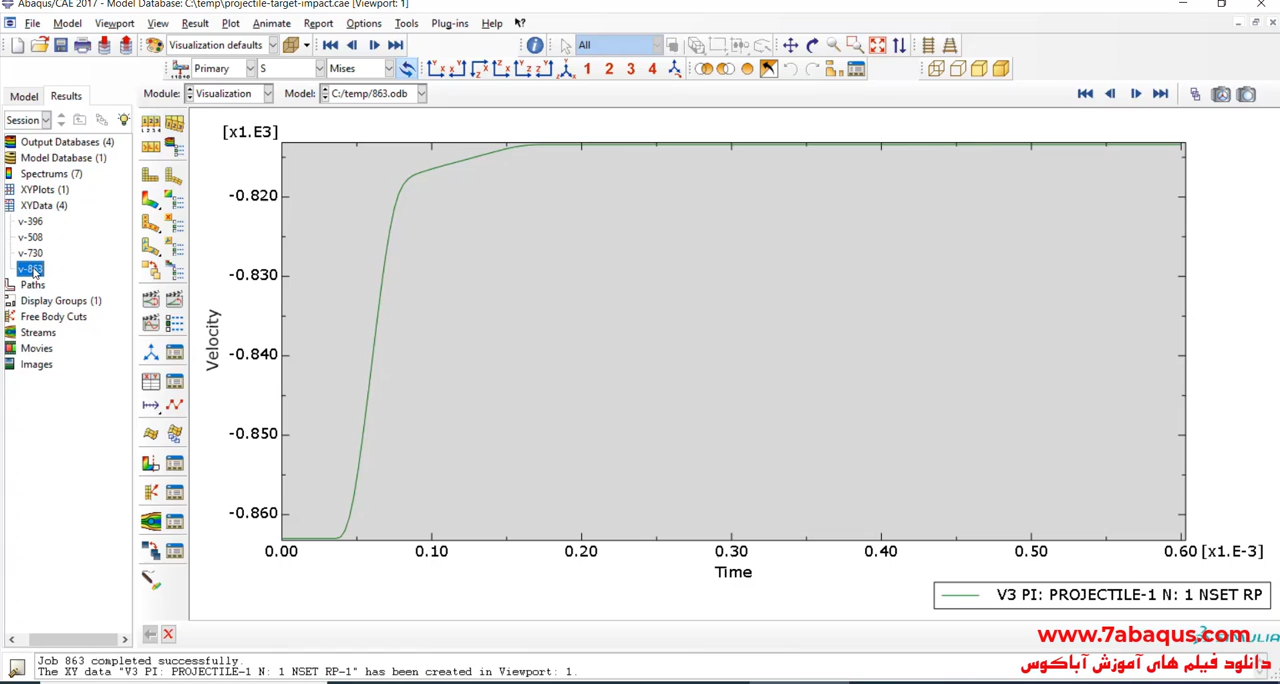 Abaqus/CAE 2017 - Model Database: C:\temp\projectile-target-impact.cae [Viewport: 1]
File Model Viewport View Result Plot Animate Report Options Tools Plug-ins Help
Visualization defaults All
Primary S Mises 1 2 3 4
Model Results Module: Visualization Model: C:/temp/863.odb
Session
Output Databases (4)
Model Database (1)
Spectrums (7)
XYPlots (1)
XYData (4)
v-396
v-508
v-730
v-863
Paths
Display Groups (1)
Free Body Cuts
Streams
Movies
Images
[x1.E3]
-0.820
-0.830
-0.840
-0.850
-0.860
Velocity
0.00 0.10 0.20 0.30 0.40 0.50 0.60 [x1.E-3]
Time
V3 PI: PROJECTILE-1 N: 1 NSET RP
www.7abaqus.com
دانلود فیلم های آموزش آباکوس
Job 863 completed successfully.
The XY data "V3 PI: PROJECTILE-1 N: 1 NSET RP-1" has been created in Viewport: 1.